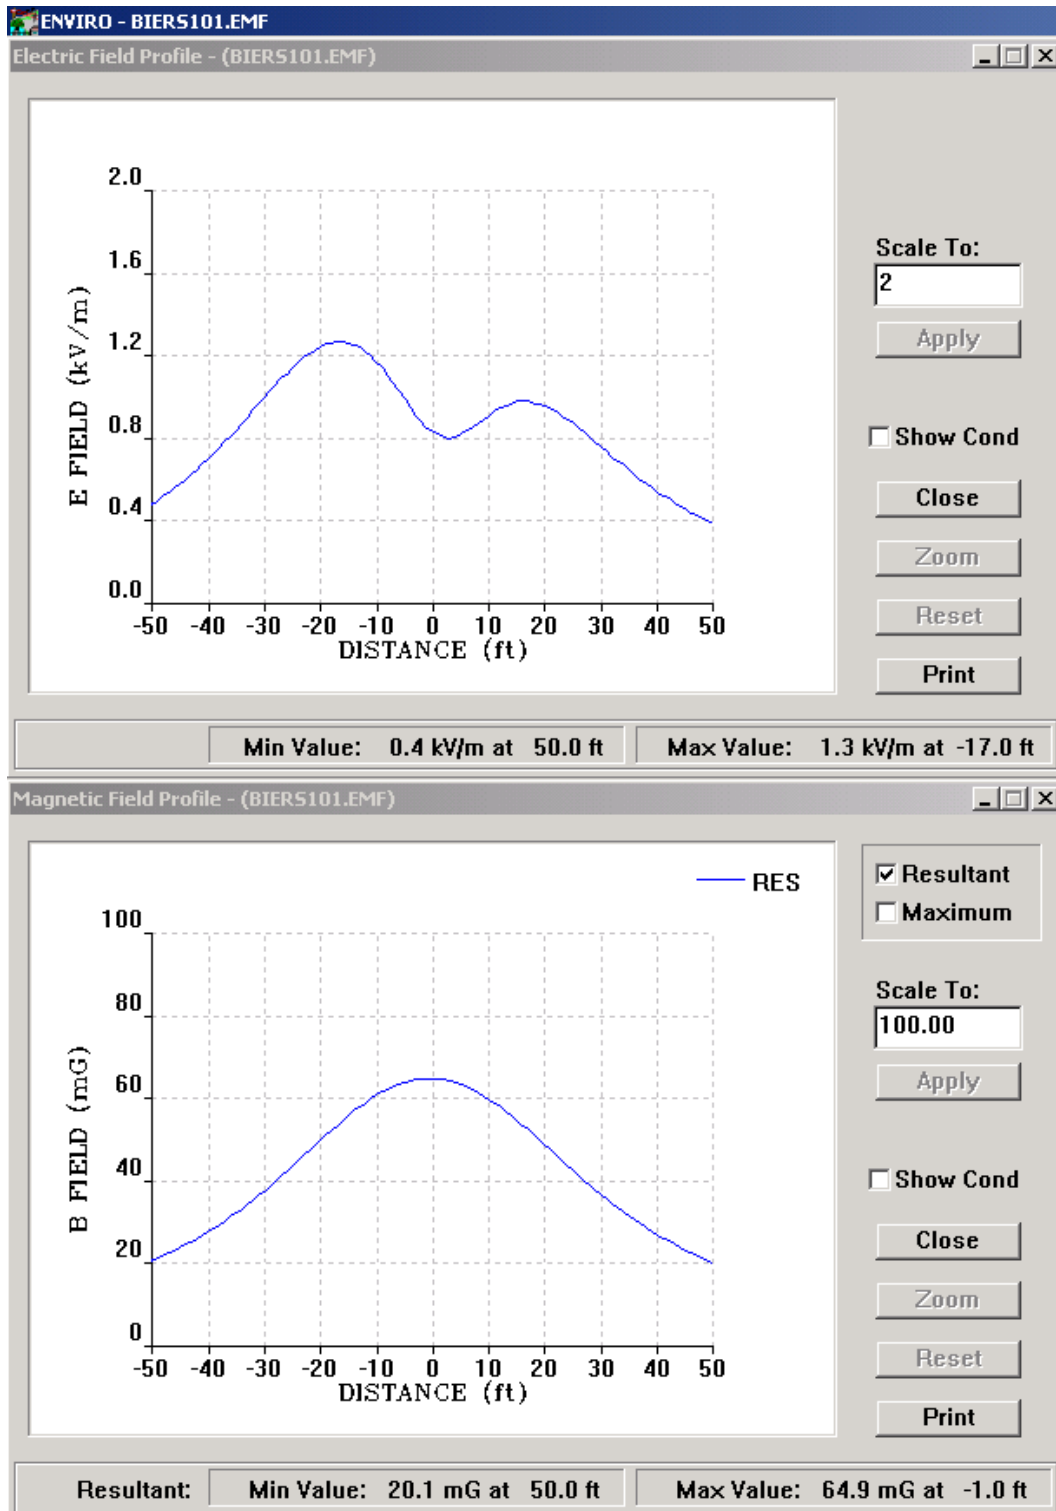 ENVIRO - BIERS101.EMF
Electric Field Profile - (BIERS101.EMF)
2.0
1.6
1.2
0.8
0.4
0.0
E FIELD (kV/m)
-50 -40 -30 -20 -10 0 10 20 30 40 50
DISTANCE (ft)
Scale To:
2
Apply
Show Cond
Close
Zoom
Reset
Print
Min Value: 0.4 kV/m at 50.0 ft Max Value: 1.3 kV/m at -17.0 ft
Magnetic Field Profile - (BIERS101.EMF)
RES
100
80
60
40
20
0
B FIELD (mG)
-50 -40 -30 -20 -10 0 10 20 30 40 50
DISTANCE (ft)
Resultant
Maximum
Scale To:
100.00
Apply
Show Cond
Close
Zoom
Reset
Print
Resultant: Min Value: 20.1 mG at 50.0 ft Max Value: 64.9 mG at -1.0 ft